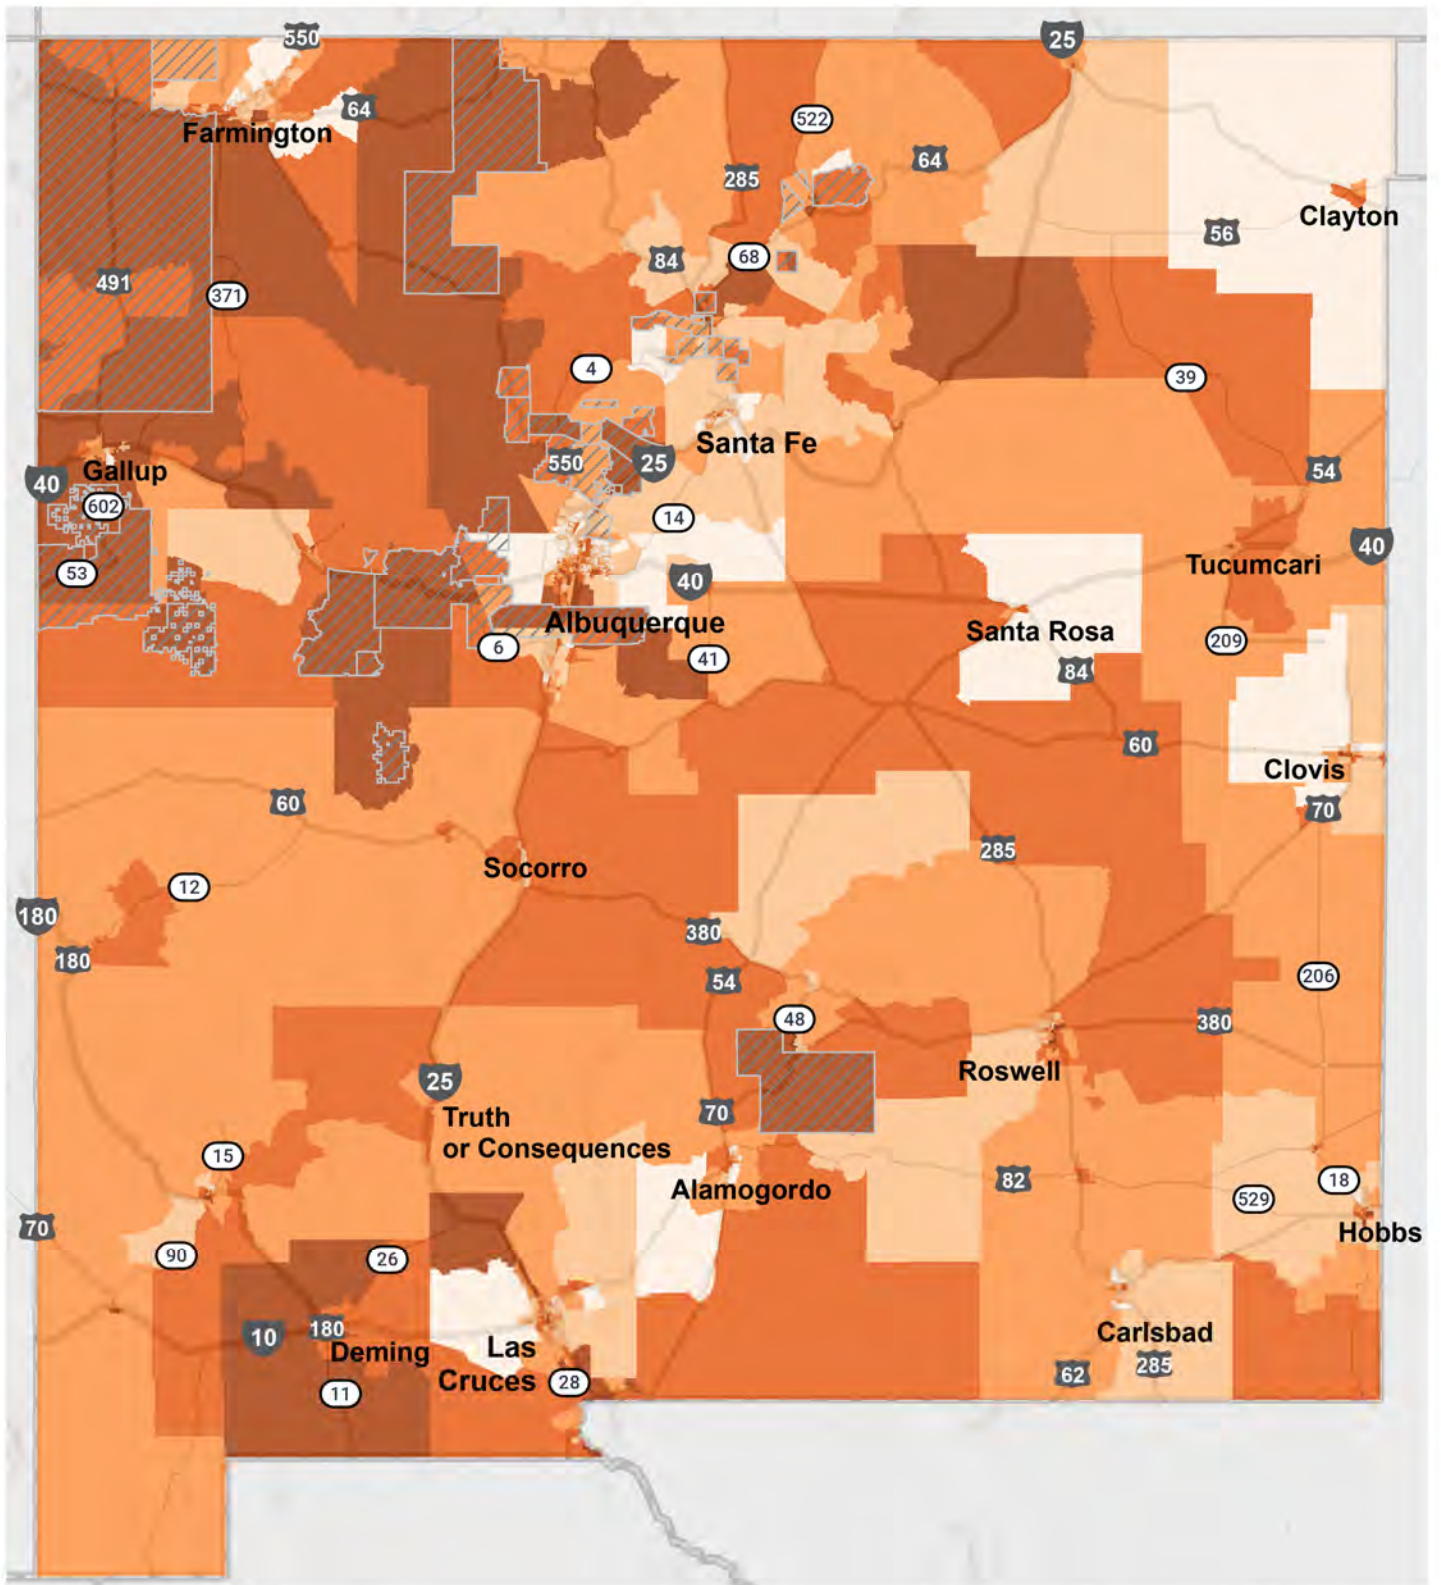 550
25
64
Farmington
522
64
285
Clayton
56
84
68
491
371
4
39
Santa Fe
Gallup
550
25
54
40
602
14
40
53
Tucumcari
40
Albuquerque
Santa Rosa
6
41
209
84
60
Clovis
60
70
285
Socorro
12
180
380
180
54
206
48
380
Roswell
25
70
Truth
or Consequences
15
Alamogordo
82
18
529
70
Hobbs
90
26
10
180
Deming
Las
Cruces
28
Carlsbad
285
62
11